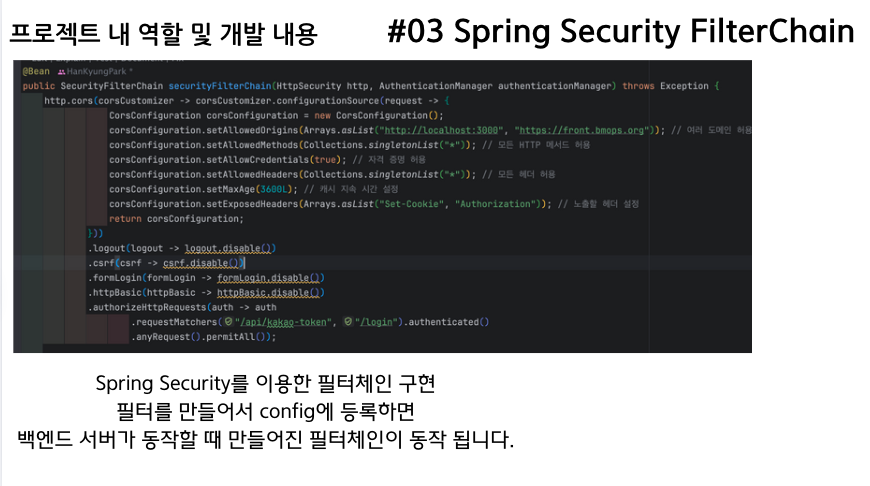 프로젝트 내 역할 및 개발 내용
#03 Spring Security FilterChain
@Bean HanKyungPark *
public SecurityFilterChain securityFilterChain(HttpSecurity http, AuthenticationManager authenticationManager) throws Exception {
http.cors(corsCustomizer -> corsCustomizer.configurationSource(request -> {
CorsConfiguration corsConfiguration = new CorsConfiguration();
corsConfiguration.setAllowedOrigins(Arrays.asList("http://localhost:3000", "https://front.bmops.org")); // 여러 도메인 허용
corsConfiguration.setAllowedMethods(Collections.singletonList("*")); // 모든 HTTP 메서드 허용
corsConfiguration.setAllowCredentials(true); // 자격 증명 허용
corsConfiguration.setAllowedHeaders(Collections.singletonList("*")); // 모든 헤더 허용
corsConfiguration.setMaxAge(3600L); // 캐시 지속 시간 설정
corsConfiguration.setExposedHeaders(Arrays.asList("Set-Cookie", "Authorization")); // 노출할 헤더 설정
return corsConfiguration;
}))
.logout(logout -> logout.disable())
.csrf(csrf -> csrf.disable())
.formLogin(formLogin -> formLogin.disable())
.httpBasic(httpBasic -> httpBasic.disable())
.authorizeHttpRequests(auth -> auth
.requestMatchers("/api/kakao-token", "/login").authenticated()
.anyRequest().permitAll());
Spring Security를 이용한 필터체인 구현
필터를 만들어서 config에 등록하면
백엔드 서버가 동작할 때 만들어진 필터체인이 동작 됩니다.